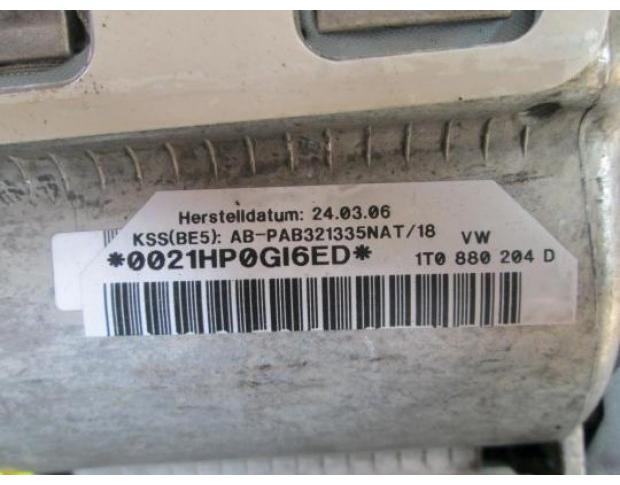 Herstelldatum: 24.03.06
KSS(BE5): AB-PAB321335NAT/18 VW
*0021HP0GI6ED* 1T0 880 204 D